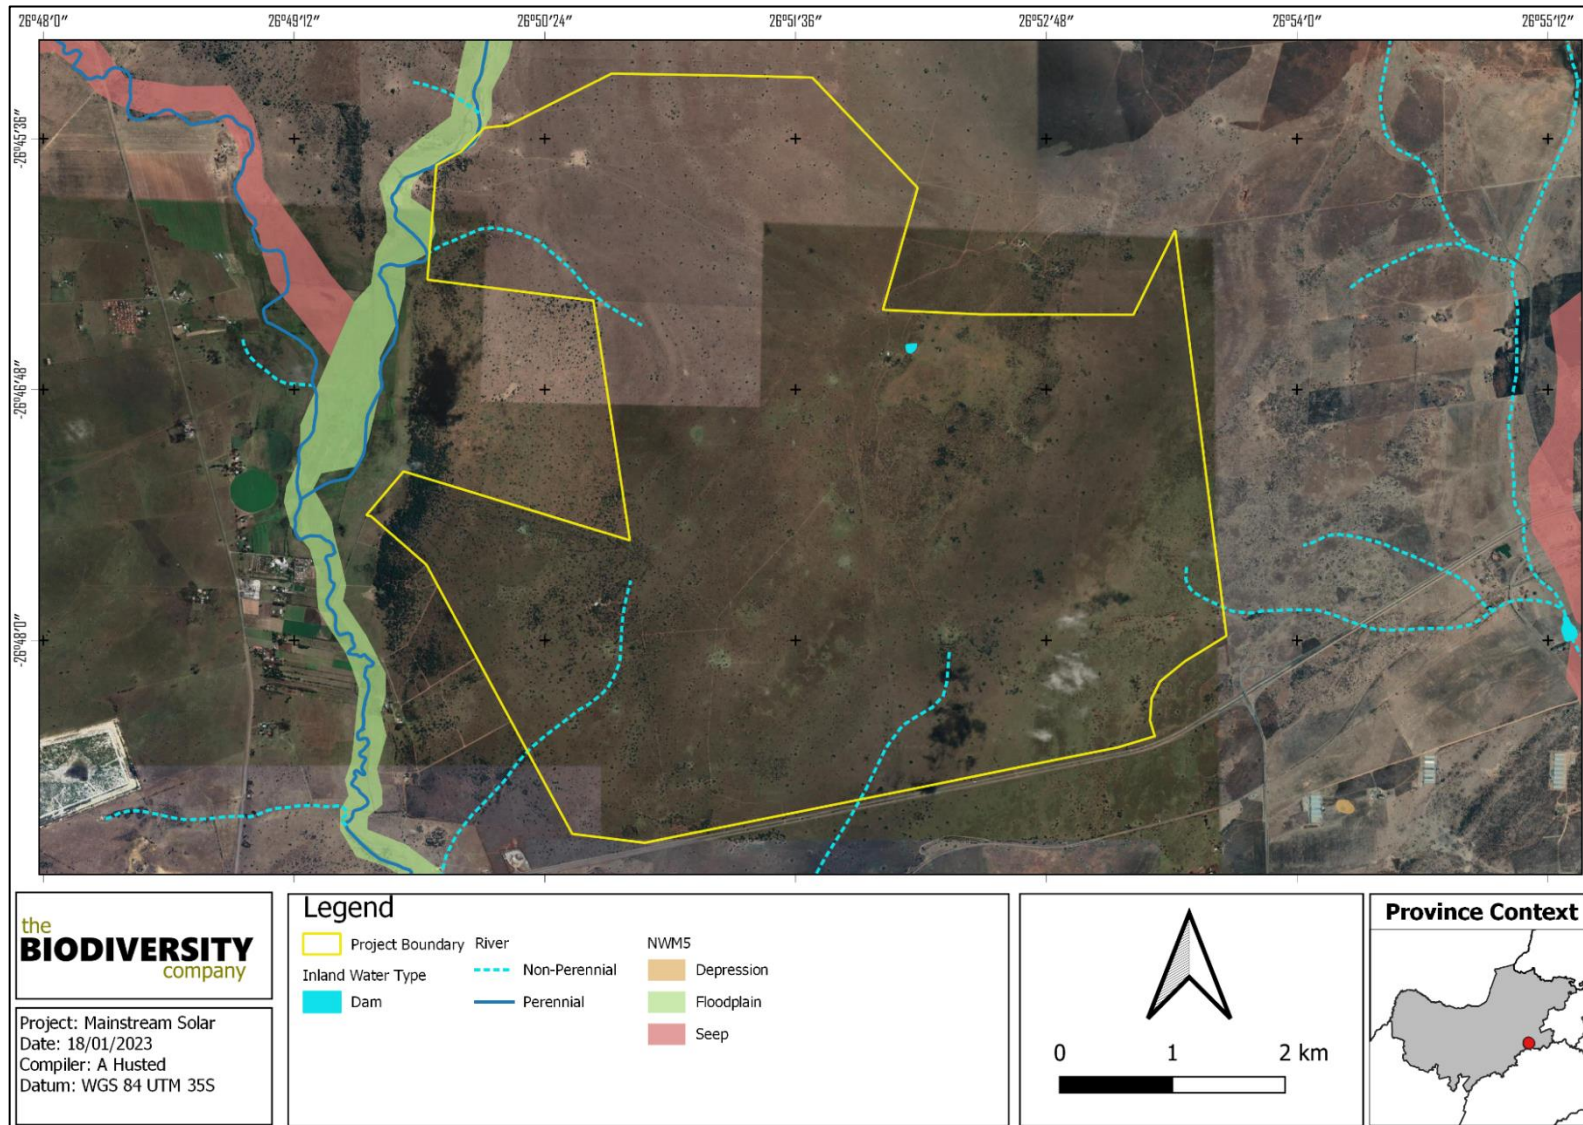 26°48′0″ 26°49′12″ 26°50′24″ 26°51′36″ 26°52′48″ 26°54′0″ 26°55′12″
-26°45′36″
-26°46′48″
-26°48′0″
the
BIODIVERSITY
company
Project: Mainstream Solar
Date: 18/01/2023
Compiler: A Husted
Datum: WGS 84 UTM 35S
Legend
Project Boundary
Inland Water Type
Dam
River
Non-Perennial
Perennial
NWM5
Depression
Floodplain
Seep
0 1 2 km
Province Context